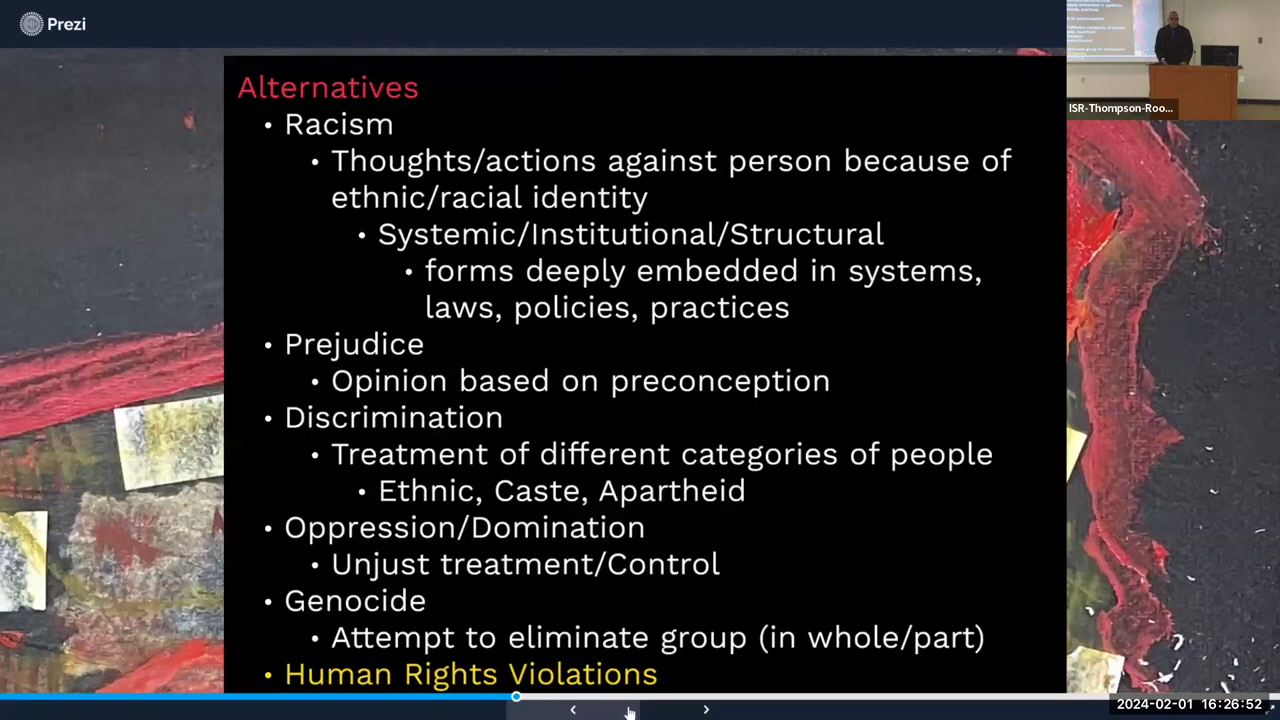 Prezi
Alternatives
• Racism
• Thoughts/actions against person because of
ethnic/racial identity
• Systemic/Institutional/Structural
• forms deeply embedded in systems,
laws, policies, practices
• Prejudice
• Opinion based on preconception
• Discrimination
• Treatment of different categories of people
• Ethnic, Caste, Apartheid
• Oppression/Domination
• Unjust treatment/Control
• Genocide
• Attempt to eliminate group (in whole/part)
• Human Rights Violations
ISR-Thompson-Roo...
2024-02-01 16:26:52